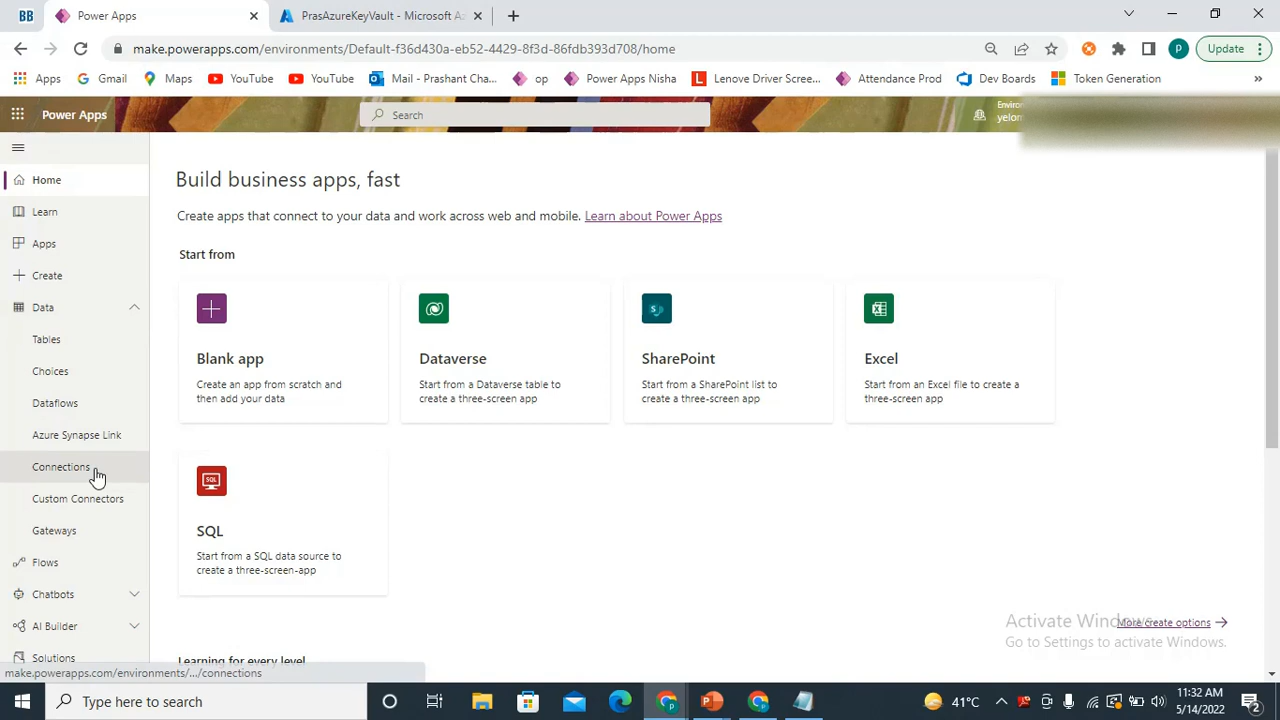 BB
Power Apps
PrasAzureKeyVault - Microsoft Az
make.powerapps.com/environments/Default-f36d430a-eb52-4429-8f3d-86fdb393d708/home
P
Update
Apps
Gmail
Maps
YouTube
YouTube
Mail - Prashant Cha...
op
Power Apps Nisha
Lenove Driver Scree...
Attendance Prod
Dev Boards
Token Generation
»
Power Apps
Search
Environ
yelom
Home
Learn
Apps
Create
Data
Tables
Choices
Dataflows
Azure Synapse Link
Connections
Custom Connectors
Gateways
Flows
Chatbots
AI Builder
Solutions
Build business apps, fast
Create apps that connect to your data and work across web and mobile. Learn about Power Apps
Start from
Blank app
Create an app from scratch and
then add your data
Dataverse
Start from a Dataverse table to
create a three-screen app
SharePoint
Start from a SharePoint list to
create a three-screen app
Excel
Start from an Excel file to create a
three-screen app
SQL
SQL
Start from a SQL data source to
create a three-screen-app
More create options
Activate Windows
Go to Settings to activate Windows.
Learning for every level
make.powerapps.com/environments/.../connections
Type here to search
41°C
11:32 AM
5/14/2022
2